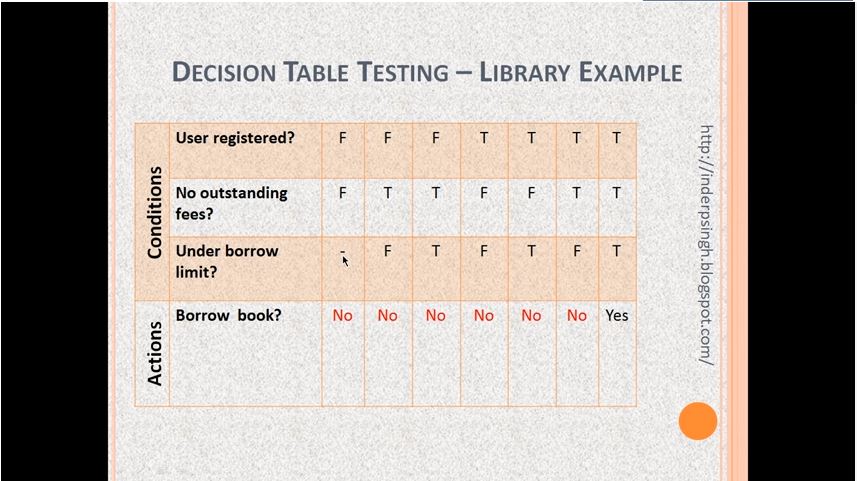 DECISION TABLE TESTING – LIBRARY EXAMPLE
Conditions
User registered? F F F T T T T
No outstanding
fees? F T T F F T T
Under borrow
limit? - F T F T F T
Actions
Borrow book? No No No No No No Yes
http://inderpsingh.blogspot.com/